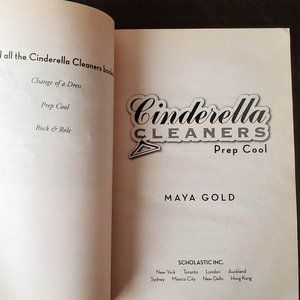 all the Cinderella Cleaners books
Change of a Dress
Prep Cool
Rock & Role
Cinderella
CLEANERS
Prep Cool
MAYA GOLD
SCHOLASTIC INC.
New York Toronto London Auckland
Sydney Mexico City New Delhi Hong Kong